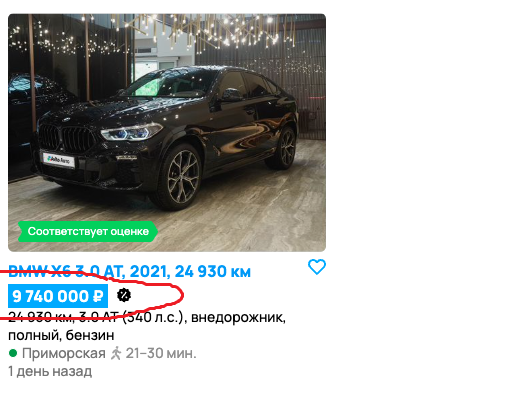 Avito Авто
Соответствует оценке
BMW X6 3.0 AT, 2021, 24 930 км
9 740 000 ₽
24 930 км, 3.0 AT (340 л.с.), внедорожник,
полный, бензин
Приморская 21–30 мин.
1 день назад